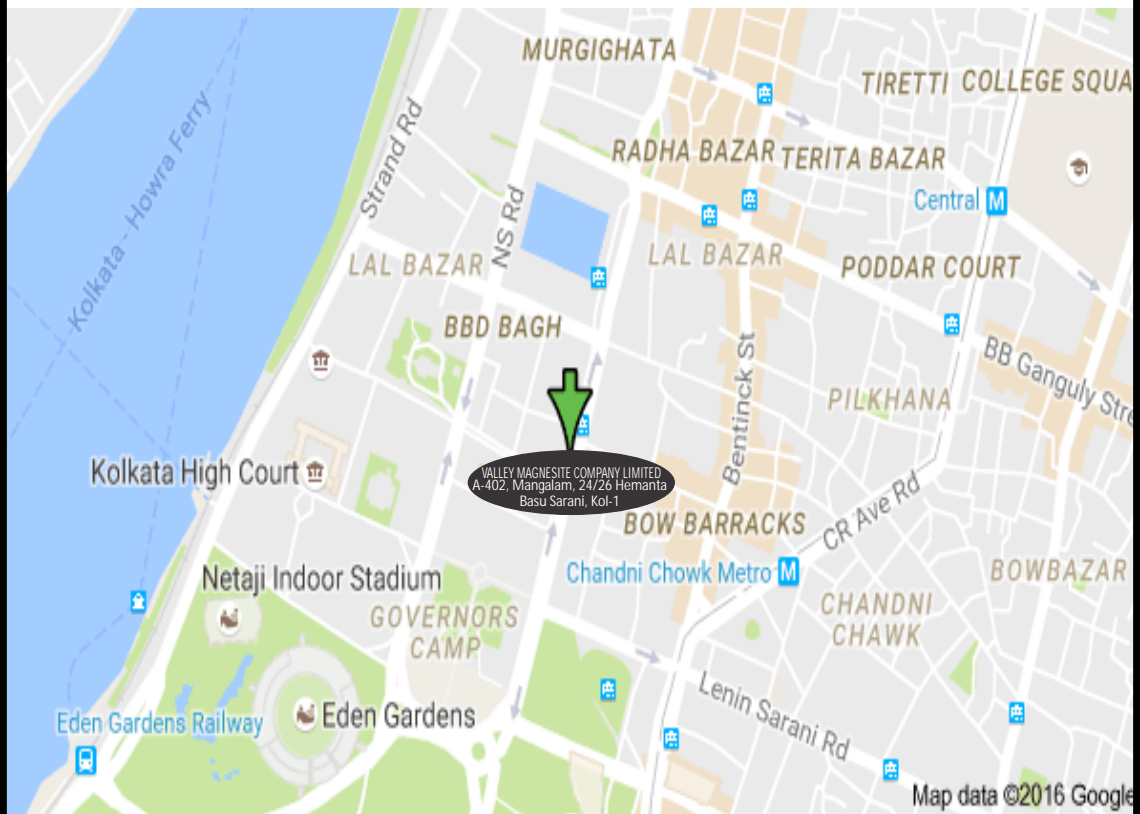 MURGIGHATA
TIRETTI
COLLEGE SQUA
Kolkata - Howra Ferry
Strand Rd
RADHA BAZAR
TERITA BAZAR
Central M
NS Rd
LAL BAZAR
LAL BAZAR
PODDAR COURT
BBD BAGH
BB Ganguly Stre
Bentinck St
PILKHANA
Kolkata High Court
VALLEY MAGNESITE COMPANY LIMITED
A-402, Mangalam, 24/26 Hemanta
Basu Sarani, Kol-1
CR Ave Rd
BOW BARRACKS
Chandni Chowk Metro M
BOWBAZAR
Netaji Indoor Stadium
GOVERNORS
CAMP
CHANDNI
CHAWK
Lenin Sarani Rd
Eden Gardens Railway
Eden Gardens
Map data ©2016 Google